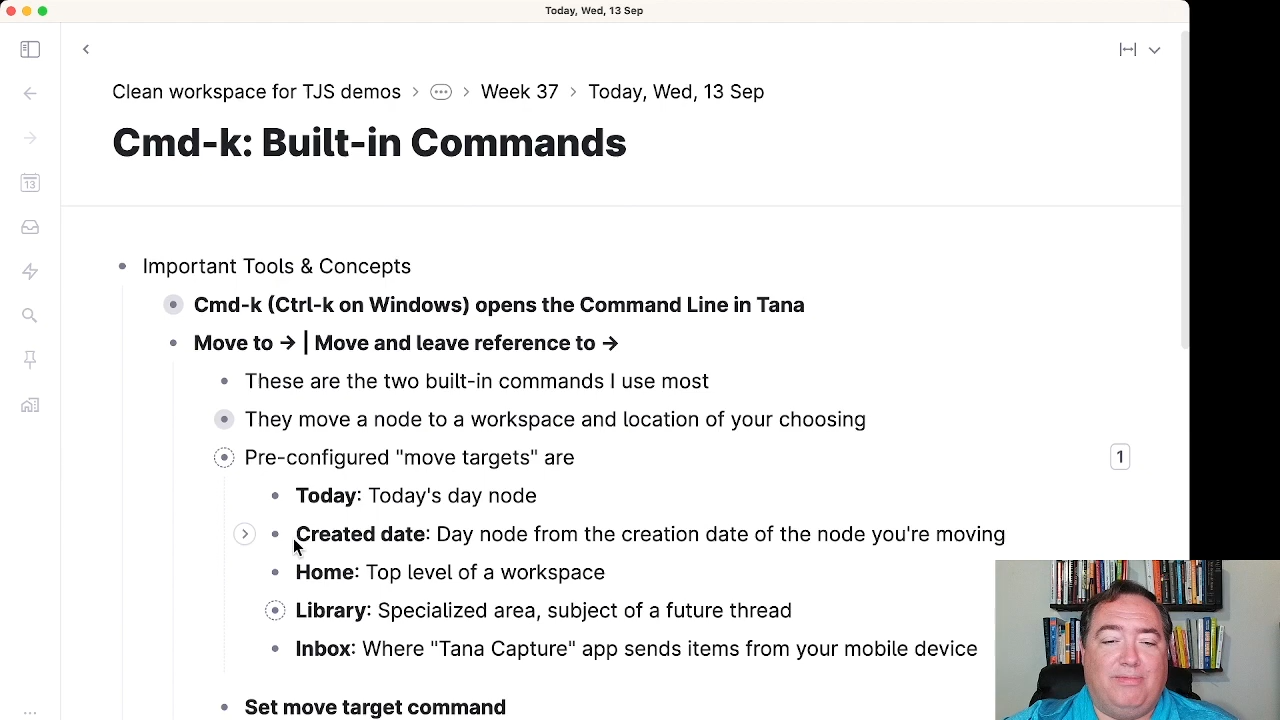 Today, Wed, 13 Sep
Clean workspace for TJS demos > ··· > Week 37 > Today, Wed, 13 Sep
Cmd-k: Built-in Commands
13
Important Tools & Concepts
Cmd-k (Ctrl-k on Windows) opens the Command Line in Tana
Move to → | Move and leave reference to →
These are the two built-in commands I use most
They move a node to a workspace and location of your choosing
Pre-configured "move targets" are
1
Today: Today's day node
Created date: Day node from the creation date of the node you're moving
Home: Top level of a workspace
Library: Specialized area, subject of a future thread
Inbox: Where "Tana Capture" app sends items from your mobile device
Set move target command